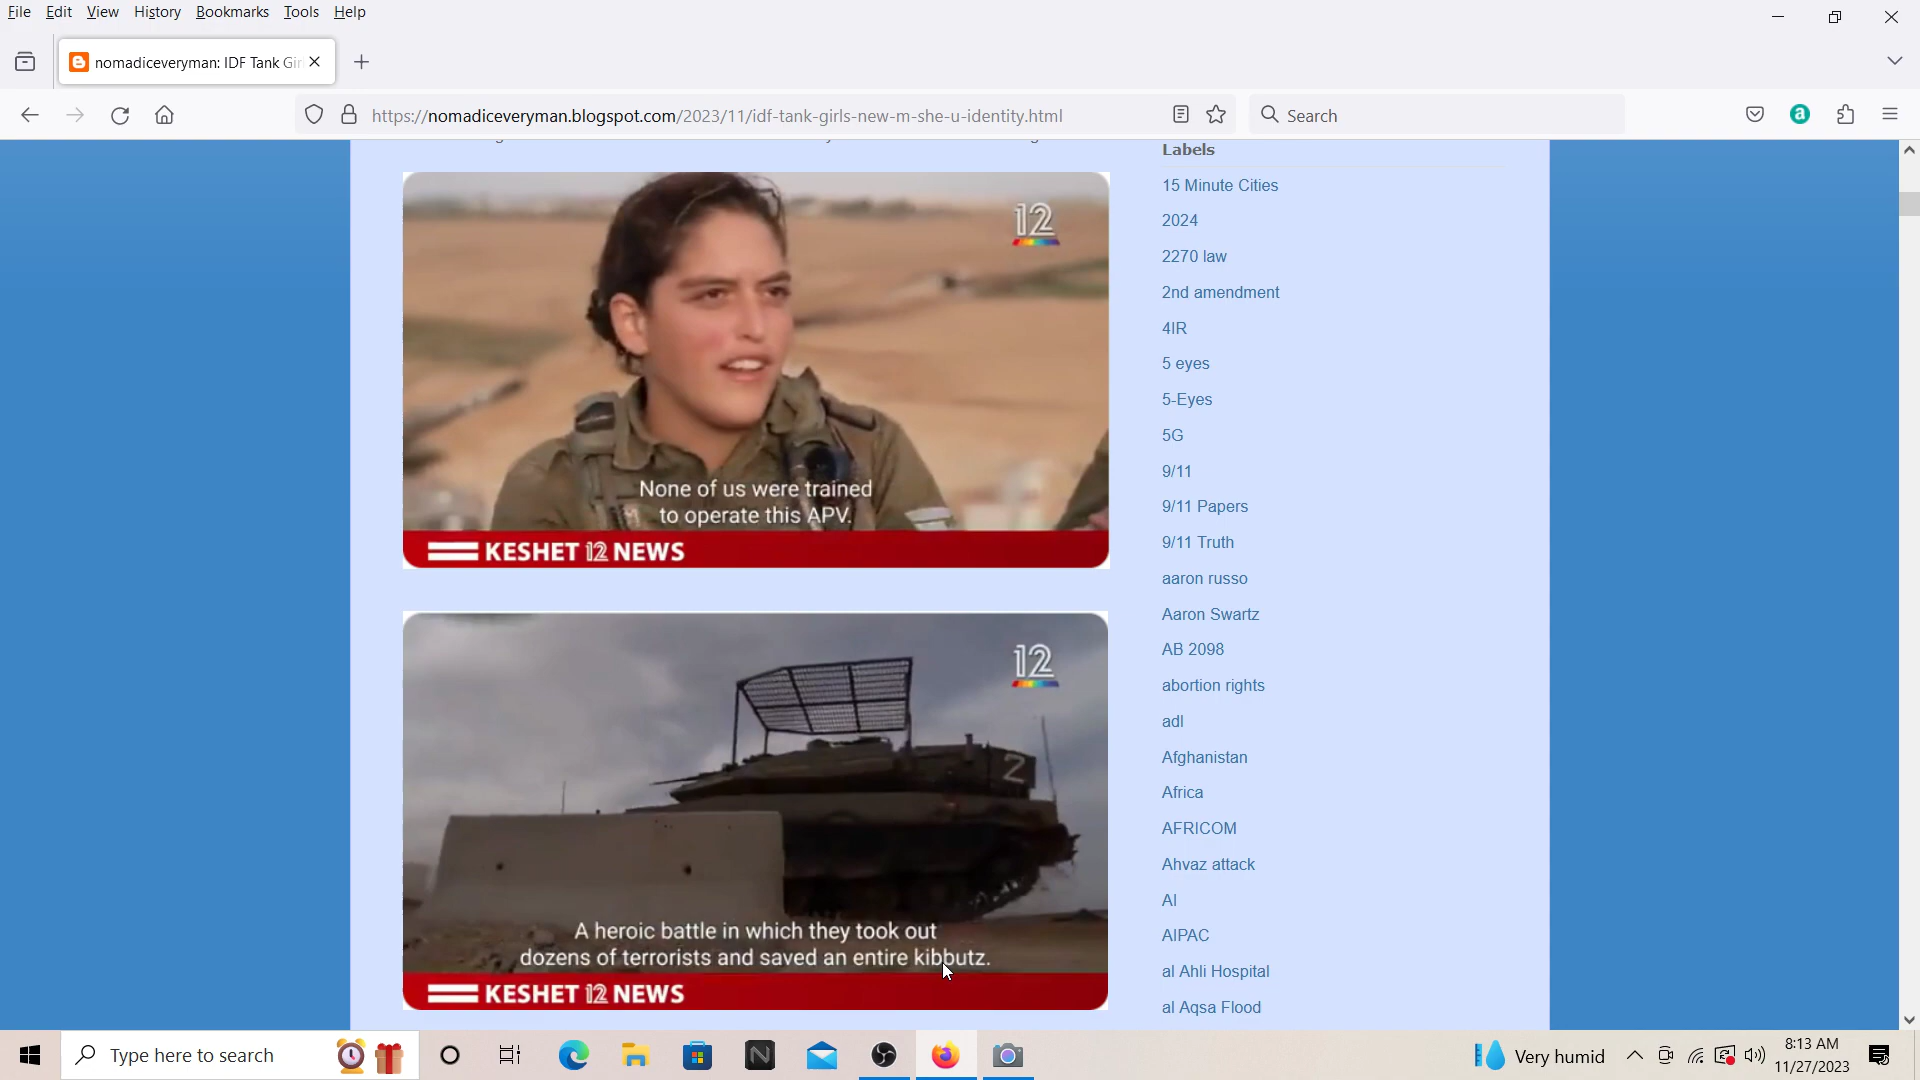 File Edit View History Bookmarks Tools Help
nomadiceveryman: IDF Tank Gir
https://nomadiceveryman.blogspot.com/2023/11/idf-tank-girls-new-m-she-u-identity.html
Search
12
None of us were trained
to operate this APV.
KESHET 12 NEWS
12
2
A heroic battle in which they took out
dozens of terrorists and saved an entire kibbutz.
KESHET 12 NEWS
Labels
15 Minute Cities
2024
2270 law
2nd amendment
4IR
5 eyes
5-Eyes
5G
9/11
9/11 Papers
9/11 Truth
aaron russo
Aaron Swartz
AB 2098
abortion rights
adl
Afghanistan
Africa
AFRICOM
Ahvaz attack
AI
AIPAC
al Ahli Hospital
al Aqsa Flood
Type here to search
Very humid
8:13 AM
11/27/2023